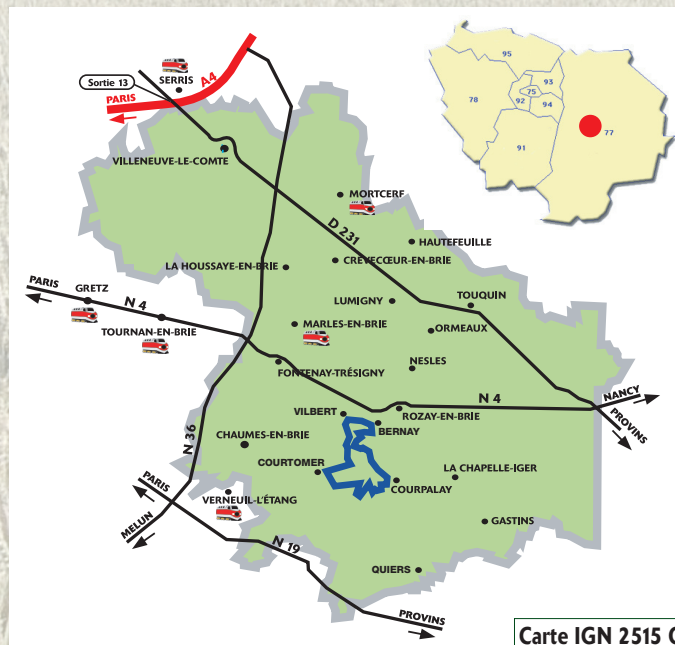 95
93
75
78
92
94
77
91
Sortie 13
SERRIS
A4
PARIS
VILLENEUVE-LE-COMTE
MORTCERF
D 231
HAUTEFEUILLE
CRÈVECŒUR-EN-BRIE
LA HOUSSAYE-EN-BRIE
PARIS
GRETZ
N 4
LUMIGNY
TOUQUIN
TOURNAN-EN-BRIE
MARLES-EN-BRIE
ORMEAUX
FONTENAY-TRÉSIGNY
NESLES
NANCY
N 4
PROVINS
VILBERT
ROZAY-EN-BRIE
BERNAY
N 36
CHAUMES-EN-BRIE
COURTOMER
LA CHAPELLE-IGER
PARIS
COURPALAY
VERNEUIL-L'ÉTANG
MELUN
GASTINS
N 19
QUIERS
PROVINS
Carte IGN 2515